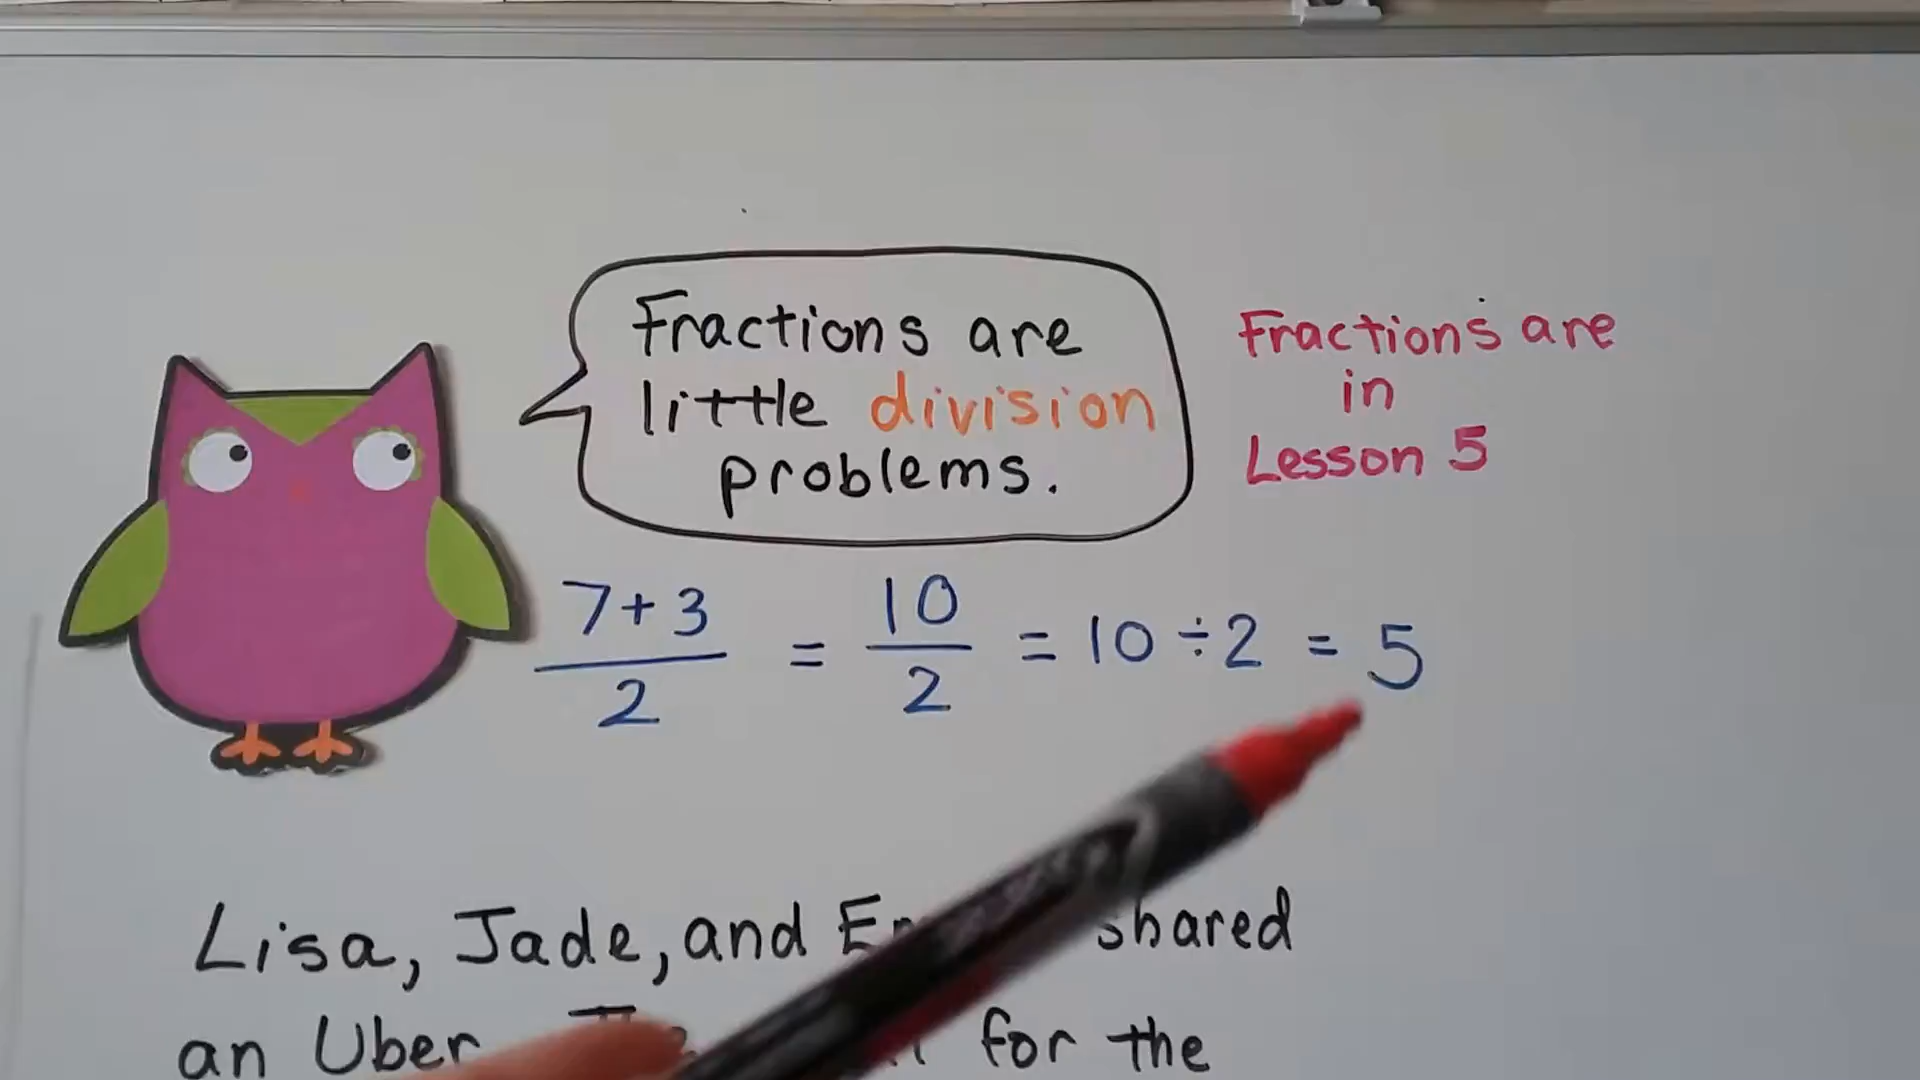 Fractions are
little division
problems.
Fractions are
in
Lesson 5
7+3/2 = 10/2 = 10 ÷ 2 = 5
Lisa, Jade, and shared
an Uber. for the